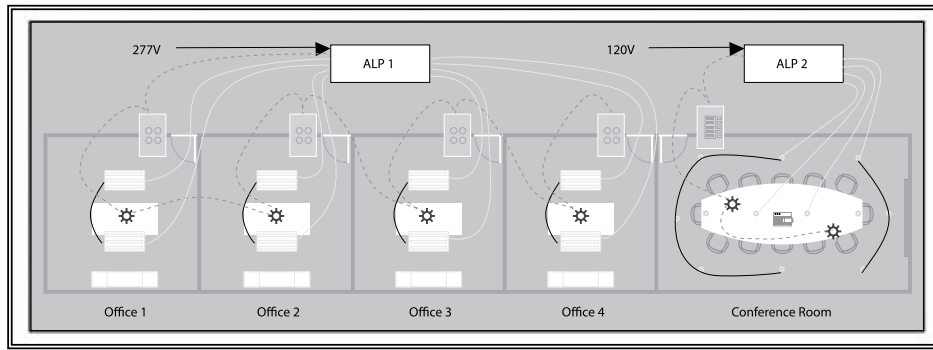 277V
ALP 1
120V
ALP 2
Office 1
Office 2
Office 3
Office 4
Conference Room